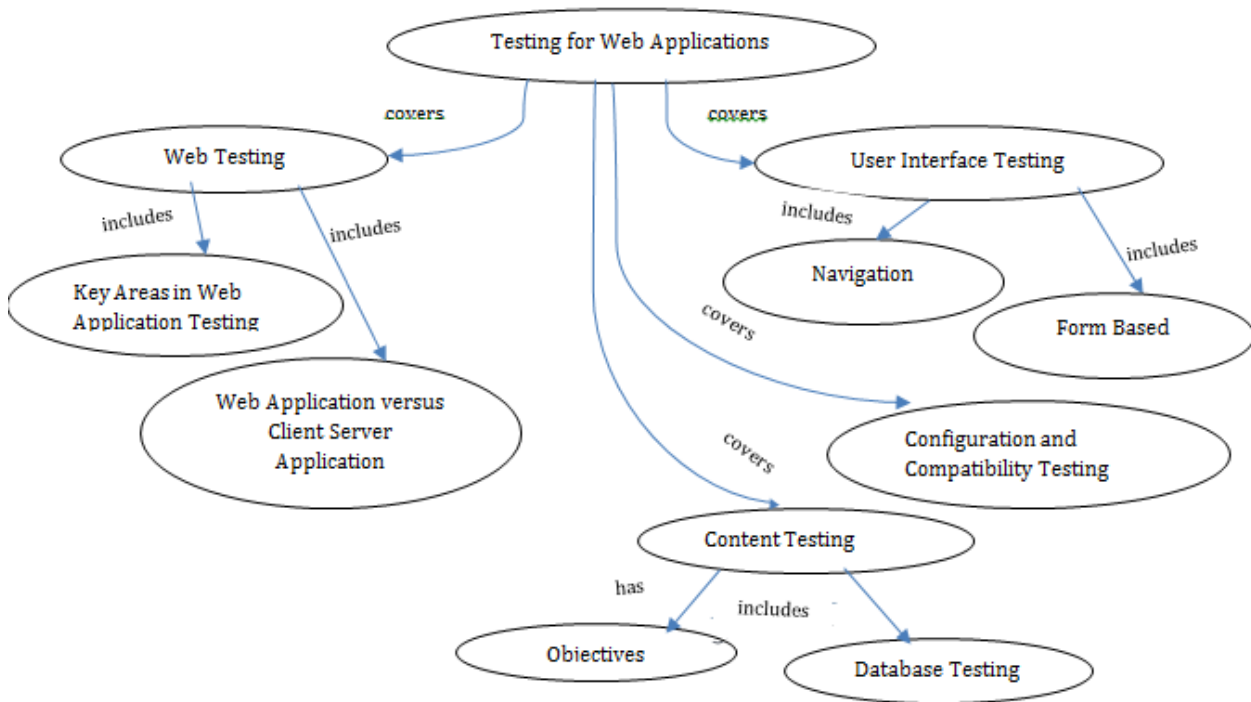 Testing for Web Applications
covers
covers
Web Testing
User Interface Testing
includes
includes
includes
includes
Key Areas in Web
Application Testing
Navigation
Form Based
covers
Web Application versus
Client Server
Application
Configuration and
Compatibility Testing
covers
Content Testing
has
includes
Objectives
Database Testing